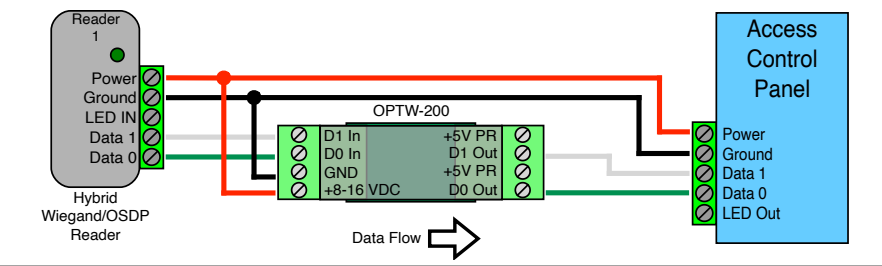 Reader
1
Power
Ground
LED IN
Data 1
Data 0
Hybrid
Wiegand/OSDP
Reader
OPTW-200
D1 In
D0 In
GND
+8-16 VDC
+5V PR
D1 Out
+5V PR
D0 Out
Data Flow
Access
Control
Panel
Power
Ground
Data 1
Data 0
LED Out